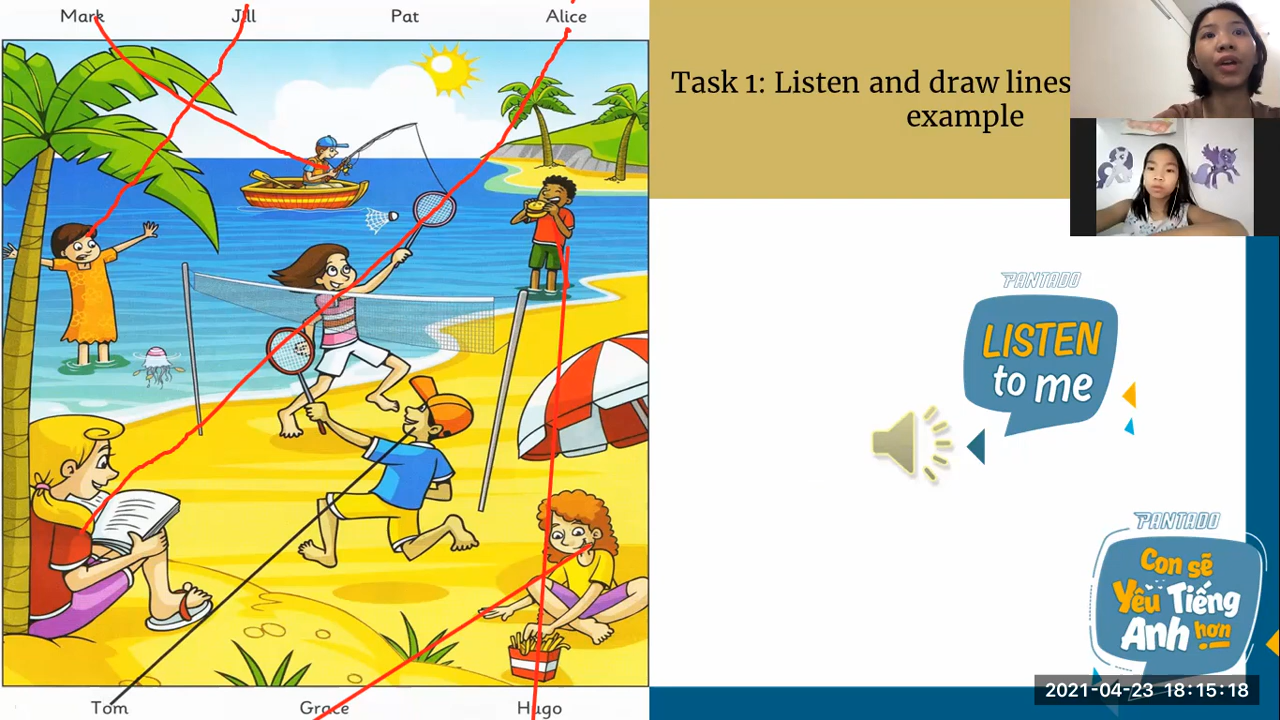 Mark Jill Pat Alice
Task 1: Listen and draw lines
example
PANTADO
LISTEN
to me
PANTADO
Con sẽ
Yêu Tiếng
Anh hơn
2021-04-23 18:15:18
Tom Grace Hugo